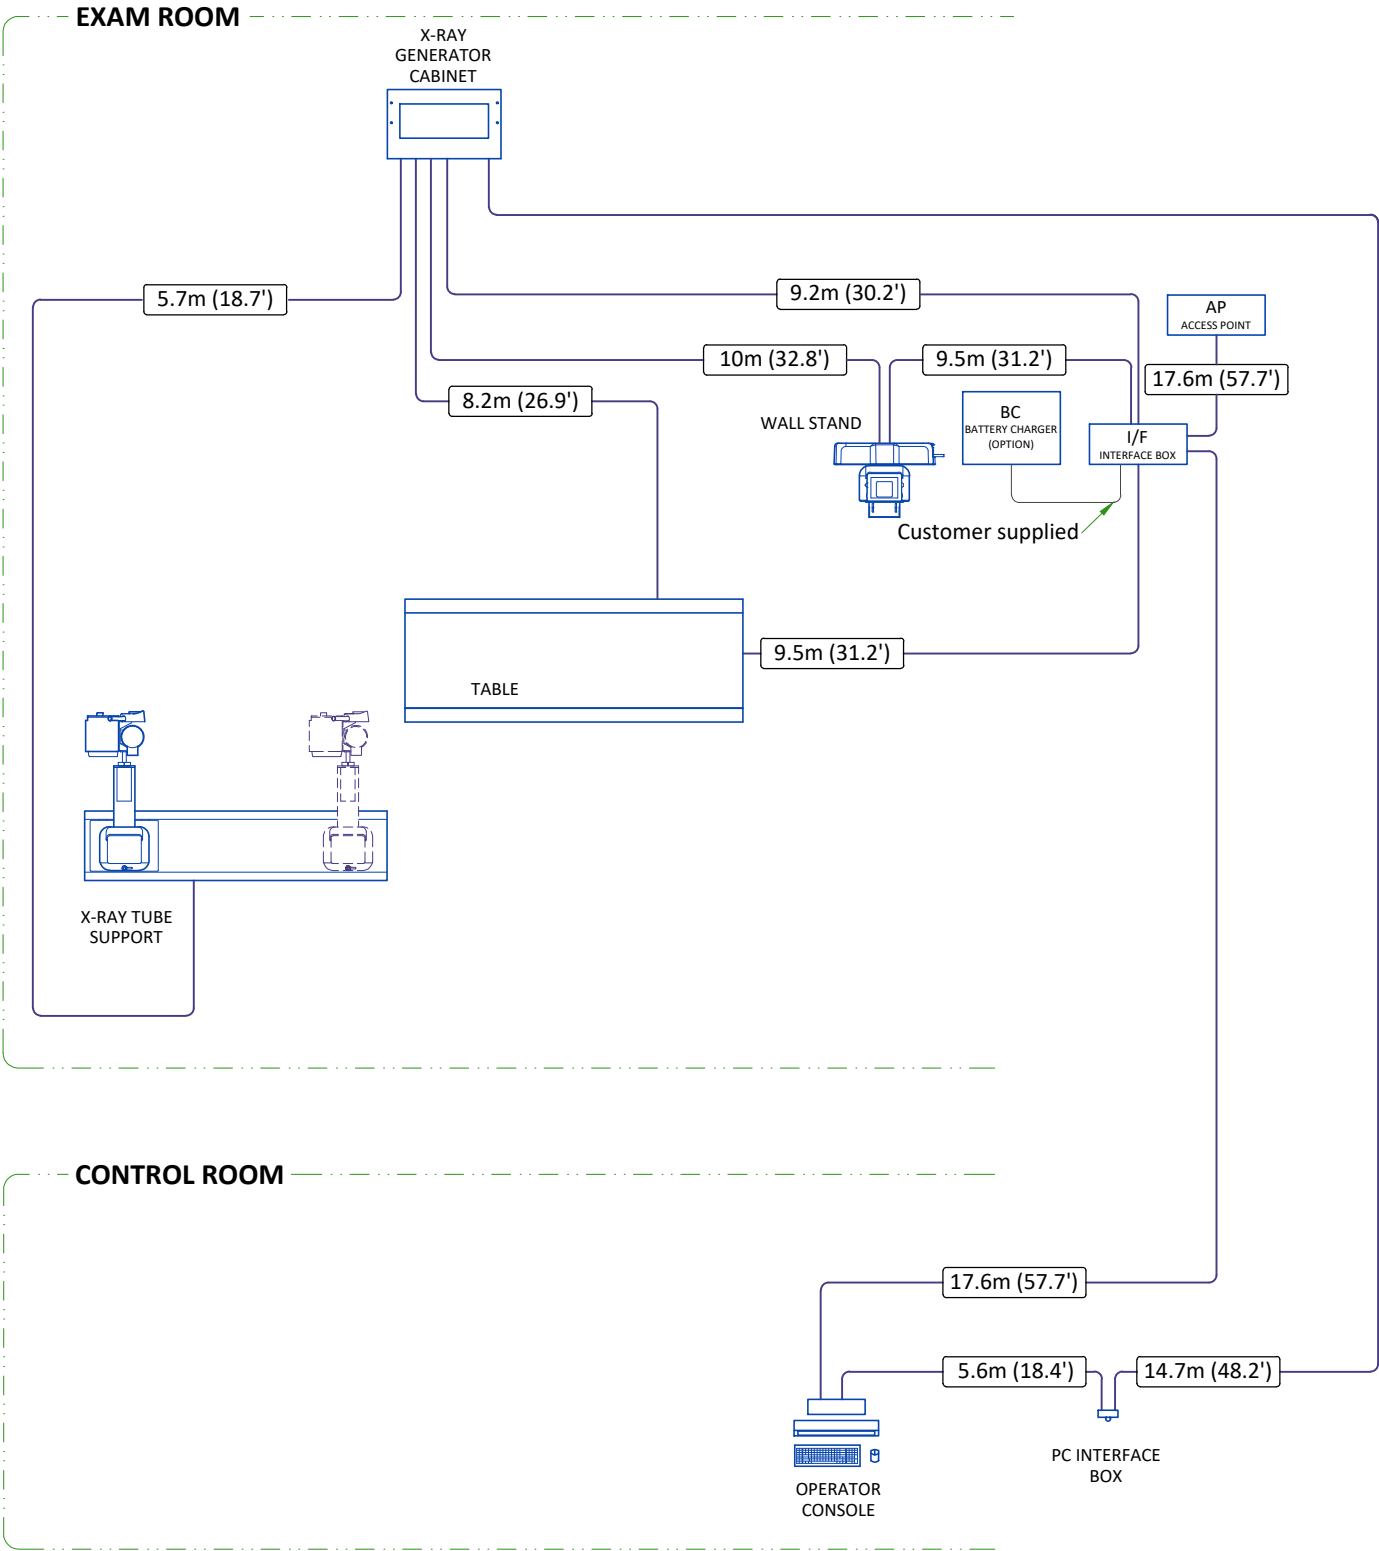 EXAM ROOM
X-RAY
GENERATOR
CABINET
5.7m (18.7')
9.2m (30.2')
AP
ACCESS POINT
10m (32.8')
9.5m (31.2')
17.6m (57.7')
8.2m (26.9')
WALL STAND
BC
BATTERY CHARGER
(OPTION)
I/F
INTERFACE BOX
Customer supplied
9.5m (31.2')
TABLE
X-RAY TUBE
SUPPORT
CONTROL ROOM
17.6m (57.7')
5.6m (18.4')
14.7m (48.2')
PC INTERFACE
BOX
OPERATOR
CONSOLE